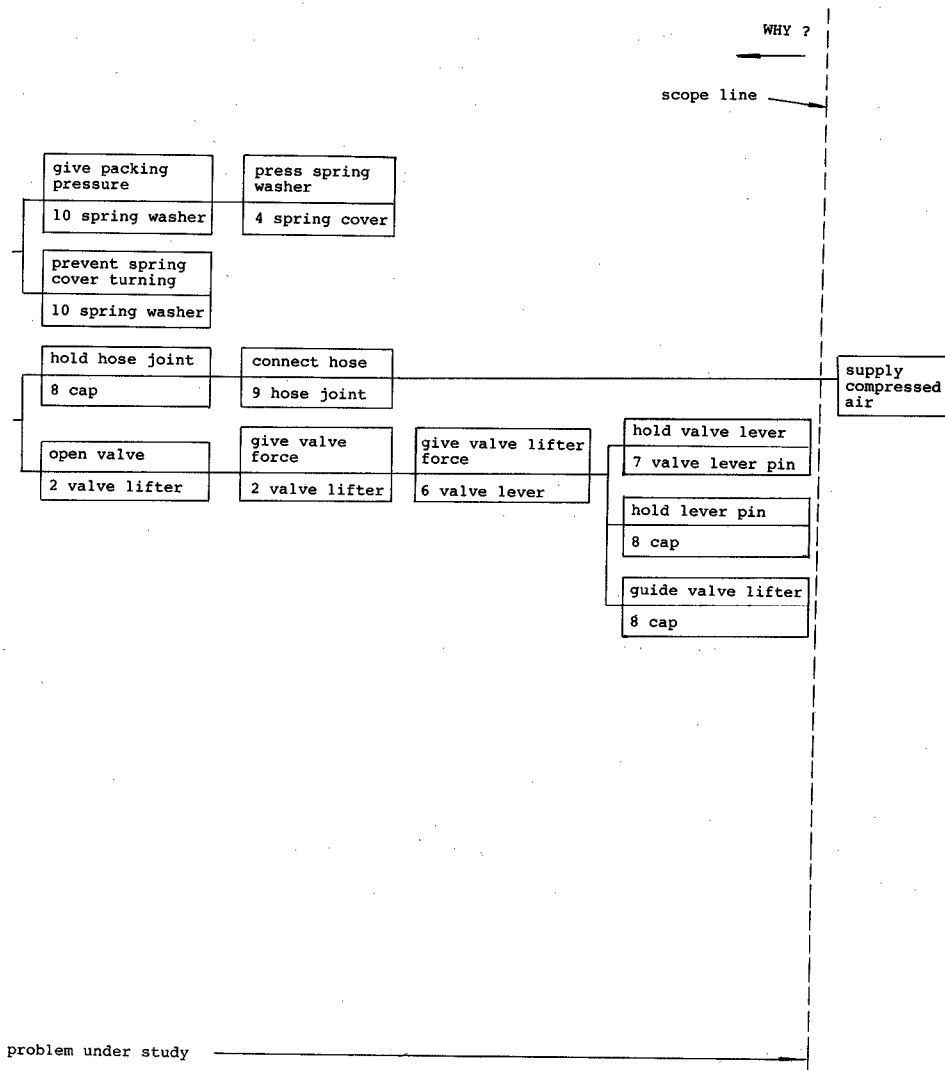 WHY ?
scope line
give packing
pressure
10 spring washer
press spring
washer
4 spring cover
prevent spring
cover turning
10 spring washer
hold hose joint
8 cap
connect hose
9 hose joint
supply
compressed
air
open valve
2 valve lifter
give valve
force
2 valve lifter
give valve lifter
force
6 valve lever
hold valve lever
7 valve lever pin
hold lever pin
8 cap
guide valve lifter
8 cap
problem under study